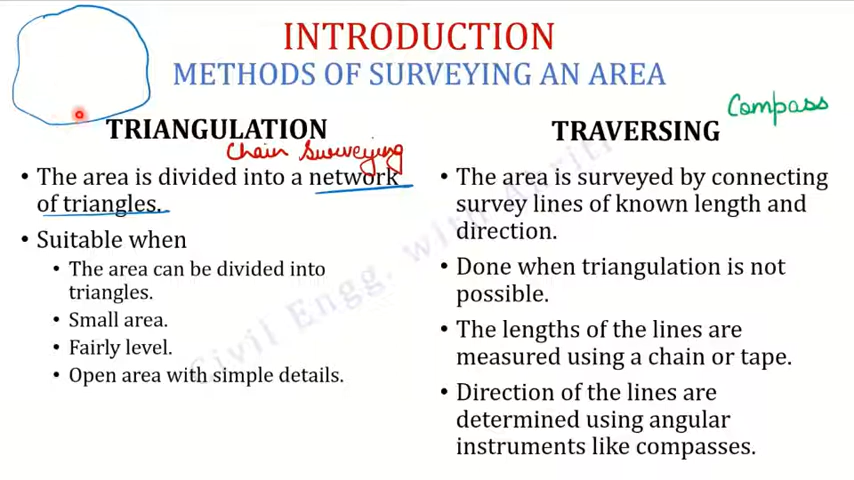 INTRODUCTION
METHODS OF SURVEYING AN AREA
TRIANGULATION
Chain Surveying
• The area is divided into a network
of triangles.
• Suitable when
• The area can be divided into
triangles.
• Small area.
• Fairly level.
• Open area with simple details.
Compass
TRAVERSING
• The area is surveyed by connecting
survey lines of known length and
direction.
• Done when triangulation is not
possible.
• The lengths of the lines are
measured using a chain or tape.
• Direction of the lines are
determined using angular
instruments like compasses.
Civil Engg. with